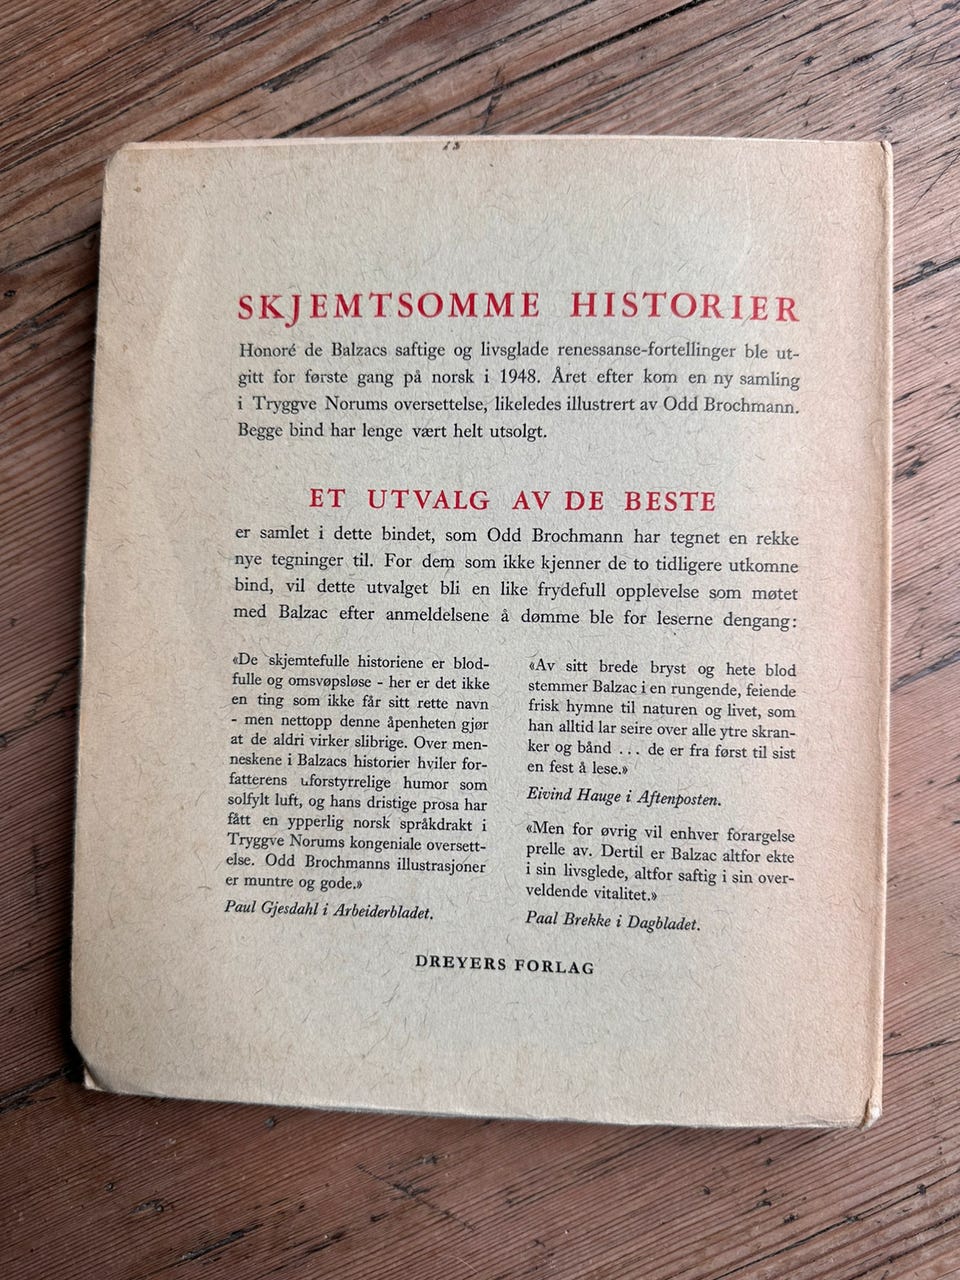 SKJEMTSOMME HISTORIER
Honoré de Balzacs saftige og livsglade renessanse-fortellinger ble ut-
gitt for første gang på norsk i 1948. Året efter kom en ny samling
i Tryggve Norums oversettelse, likeledes illustrert av Odd Brochmann.
Begge bind har lenge vært helt utsolgt.
ET UTVALG AV DE BESTE
er samlet i dette bindet, som Odd Brochmann har tegnet en rekke
nye tegninger til. For dem som ikke kjenner de to tidligere utkomne
bind, vil dette utvalget bli en like frydefull opplevelse som møtet
med Balzac efter anmeldelsene å dømme ble for leserne dengang:
«De skjemtefulle historiene er blod-
fulle og omsvøpsløse - her er det ikke
en ting som ikke får sitt rette navn
- men nettopp denne åpenheten gjør
at de aldri virker slibrige. Over men-
neskene i Balzacs historier hviler for-
fatterens uforstyrrelige humor som
solfylt luft, og hans dristige prosa har
fått en ypperlig norsk språkdrakt i
Tryggve Norums kongeniale oversett-
else. Odd Brochmanns illustrasjoner
er muntre og gode.»
Paul Gjesdahl i Arbeiderbladet.
«Av sitt brede bryst og hete blod
stemmer Balzac i en rungende, feiende
frisk hymne til naturen og livet, som
han alltid lar seire over alle ytre skran-
ker og bånd ... de er fra først til sist
en fest å lese.»
Eivind Hauge i Aftenposten.
«Men for øvrig vil enhver forargelse
prelle av. Dertil er Balzac altfor ekte
i sin livsglede, altfor saftig i sin over-
veldende vitalitet.»
Paal Brekke i Dagbladet.
DREYERS FORLAG